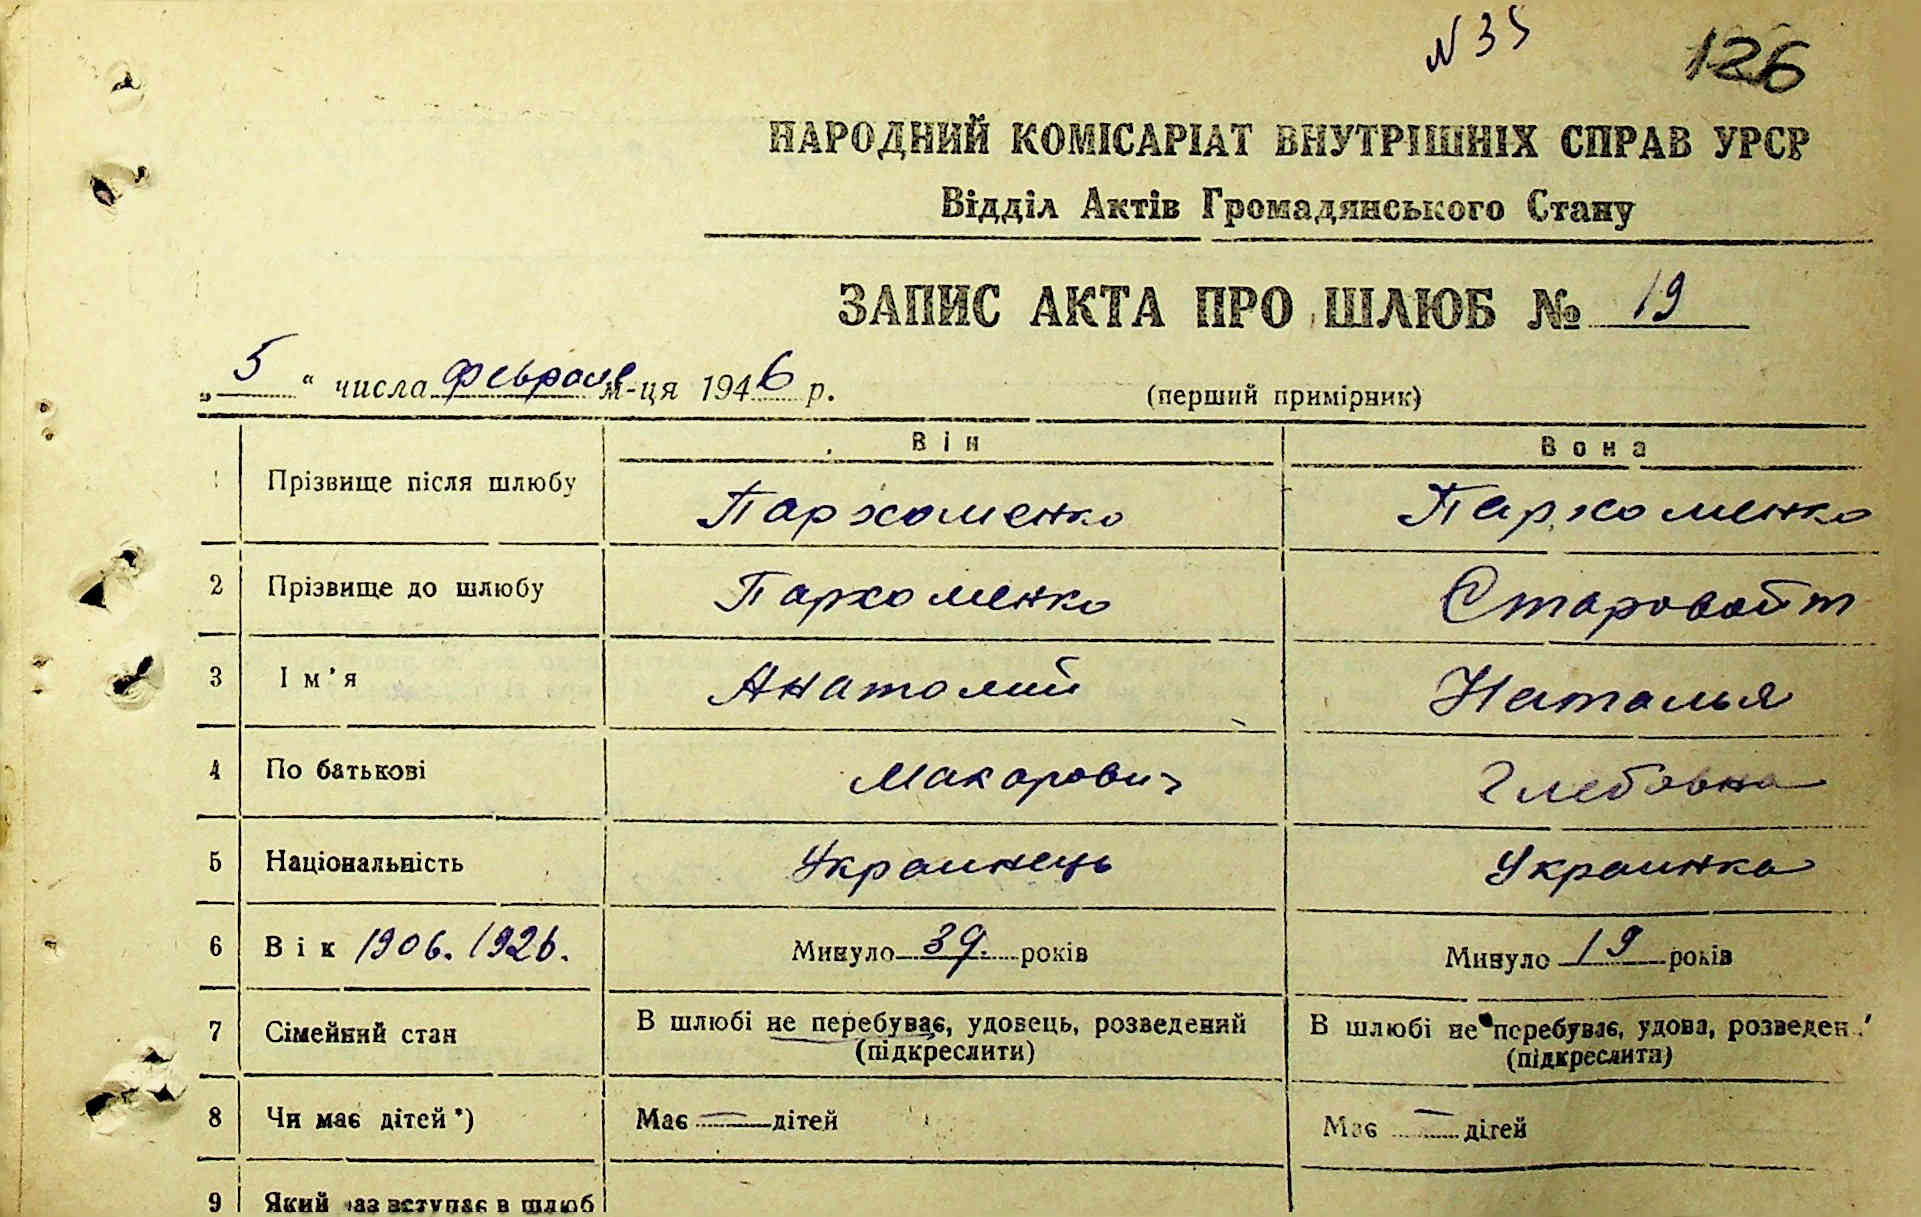 N 35
126
НАРОДНИЙ КОМІСАРІАТ ВНУТРІШНІХ СПРАВ УРСР
Відділ Актів Громадянського Стану
ЗАПИС АКТА ПРО ШЛЮБ № 19
„ 5 “ числа февраля м-ця 1946 р. (перший примірник)
Він Вона
1 Прізвище після шлюбу Пархоменко Пархоменко
2 Прізвище до шлюбу Пархоменко Старовойт
3 Ім'я Анатолий Наталья
4 По батькові Макарович Глебовна
5 Національність Украинець Украинка
6 Вік 1906. 1926. Минуло 39. років Минуло 19 років
7 Сімейний стан В шлюбі не перебуває, удовець, розведений В шлюбі не перебуває, удова, розведен
(підкреслити) (підкреслити)
8 Чи має дітей*) Має — дітей Має — дітей
9 Який раз вступає в шлюб